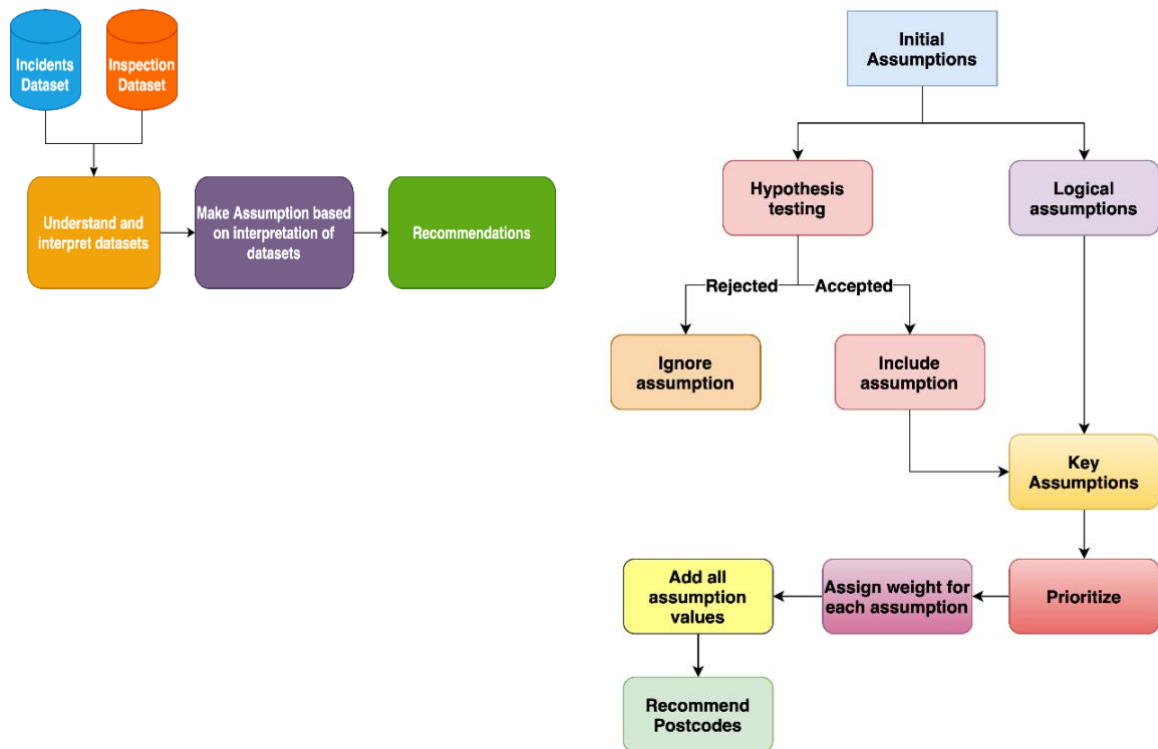 Incidents
Dataset
Inspection
Dataset
Understand and
interpret datasets
Make Assumption based
on interpretation of
datasets
Recommendations
Initial
Assumptions
Hypothesis
testing
Logical
assumptions
Rejected
Accepted
Ignore
assumption
Include
assumption
Key
Assumptions
Prioritize
Assign weight for
each assumption
Add all
assumption
values
Recommend
Postcodes